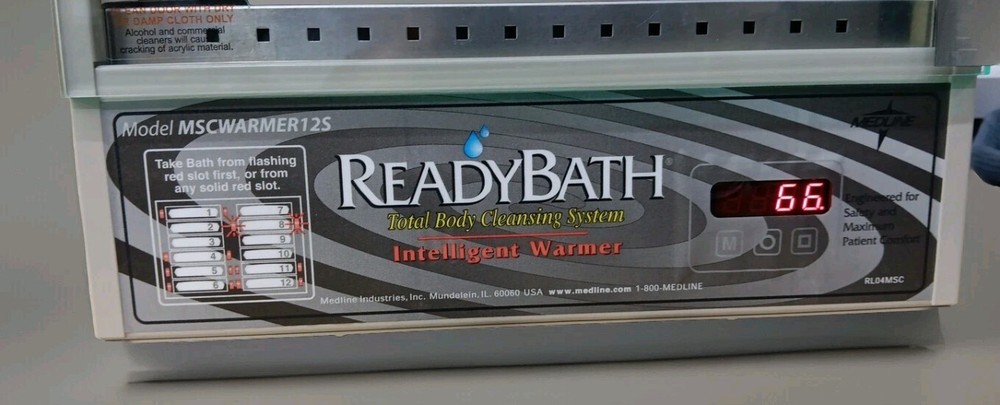 DAMP CLOTH ONLY
Alcohol and commercial
cleaners will cause
cracking of acrylic material.
Model MSCWARMER12S
MEDLINE
Take Bath from flashing
red slot first, or from
any solid red slot.
1 7
2 8
3 9
4 10
5 11
6 12
READYBATH
Total Body Cleansing System
Intelligent Warmer
66.
M
Engineered for
Safety and
Maximum
Patient Comfort
Medline Industries, Inc. Mundelein, IL. 60060 USA www.medline.com 1-800-MEDLINE
RL04MSC